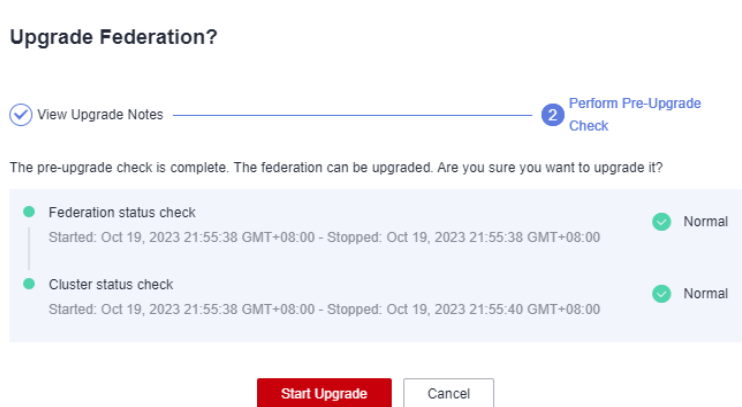 Upgrade Federation?
View Upgrade Notes
2
Perform Pre-Upgrade
Check
The pre-upgrade check is complete. The federation can be upgraded. Are you sure you want to upgrade it?
Federation status check
Normal
Started: Oct 19, 2023 21:55:38 GMT+08:00 - Stopped: Oct 19, 2023 21:55:38 GMT+08:00
Cluster status check
Normal
Started: Oct 19, 2023 21:55:38 GMT+08:00 - Stopped: Oct 19, 2023 21:55:40 GMT+08:00
Start Upgrade
Cancel